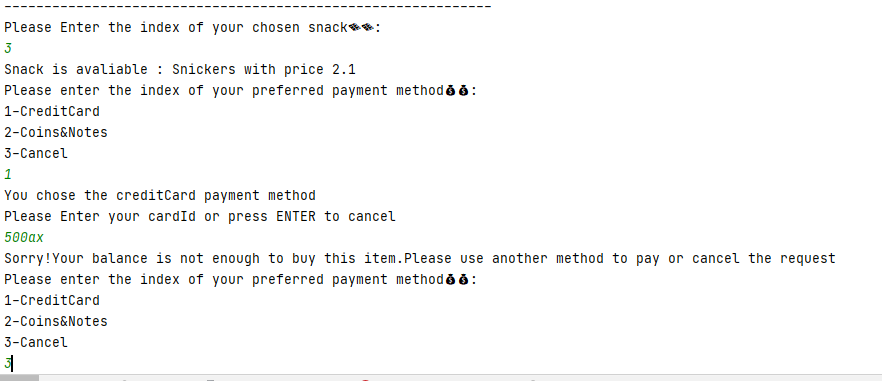 ------------------------------------------------------------
Please Enter the index of your chosen snack🍫🍫:
3
Snack is avaliable : Snickers with price 2.1
Please enter the index of your preferred payment method💰💰:
1-CreditCard
2-Coins&Notes
3-Cancel
1
You chose the creditCard payment method
Please Enter your cardId or press ENTER to cancel
500ax
Sorry!Your balance is not enough to buy this item.Please use another method to pay or cancel the request
Please enter the index of your preferred payment method💰💰:
1-CreditCard
2-Coins&Notes
3-Cancel
3